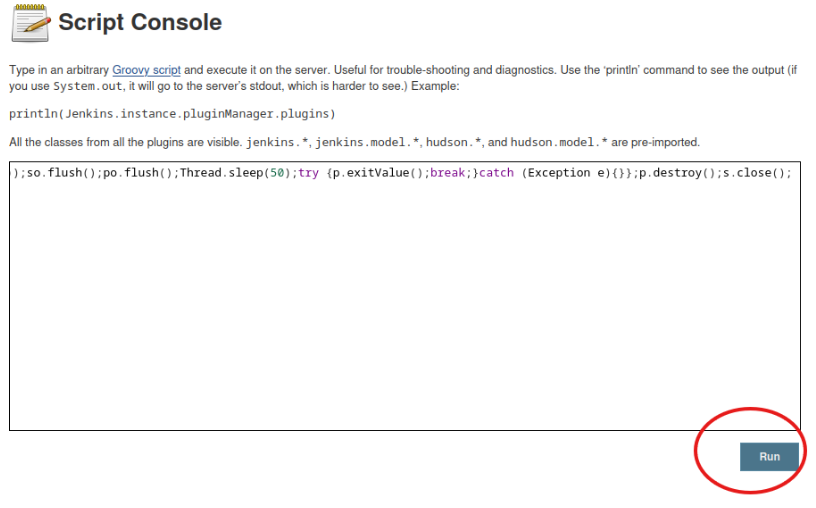 Script Console
Type in an arbitrary Groovy script and execute it on the server. Useful for trouble-shooting and diagnostics. Use the ‘println’ command to see the output (if
you use System.out, it will go to the server’s stdout, which is harder to see.) Example:
println(Jenkins.instance.pluginManager.plugins)
All the classes from all the plugins are visible. jenkins.*, jenkins.model.*, hudson.*, and hudson.model.* are pre-imported.
);so.flush();po.flush();Thread.sleep(50);try {p.exitValue();break;}catch (Exception e){}};p.destroy();s.close();
Run